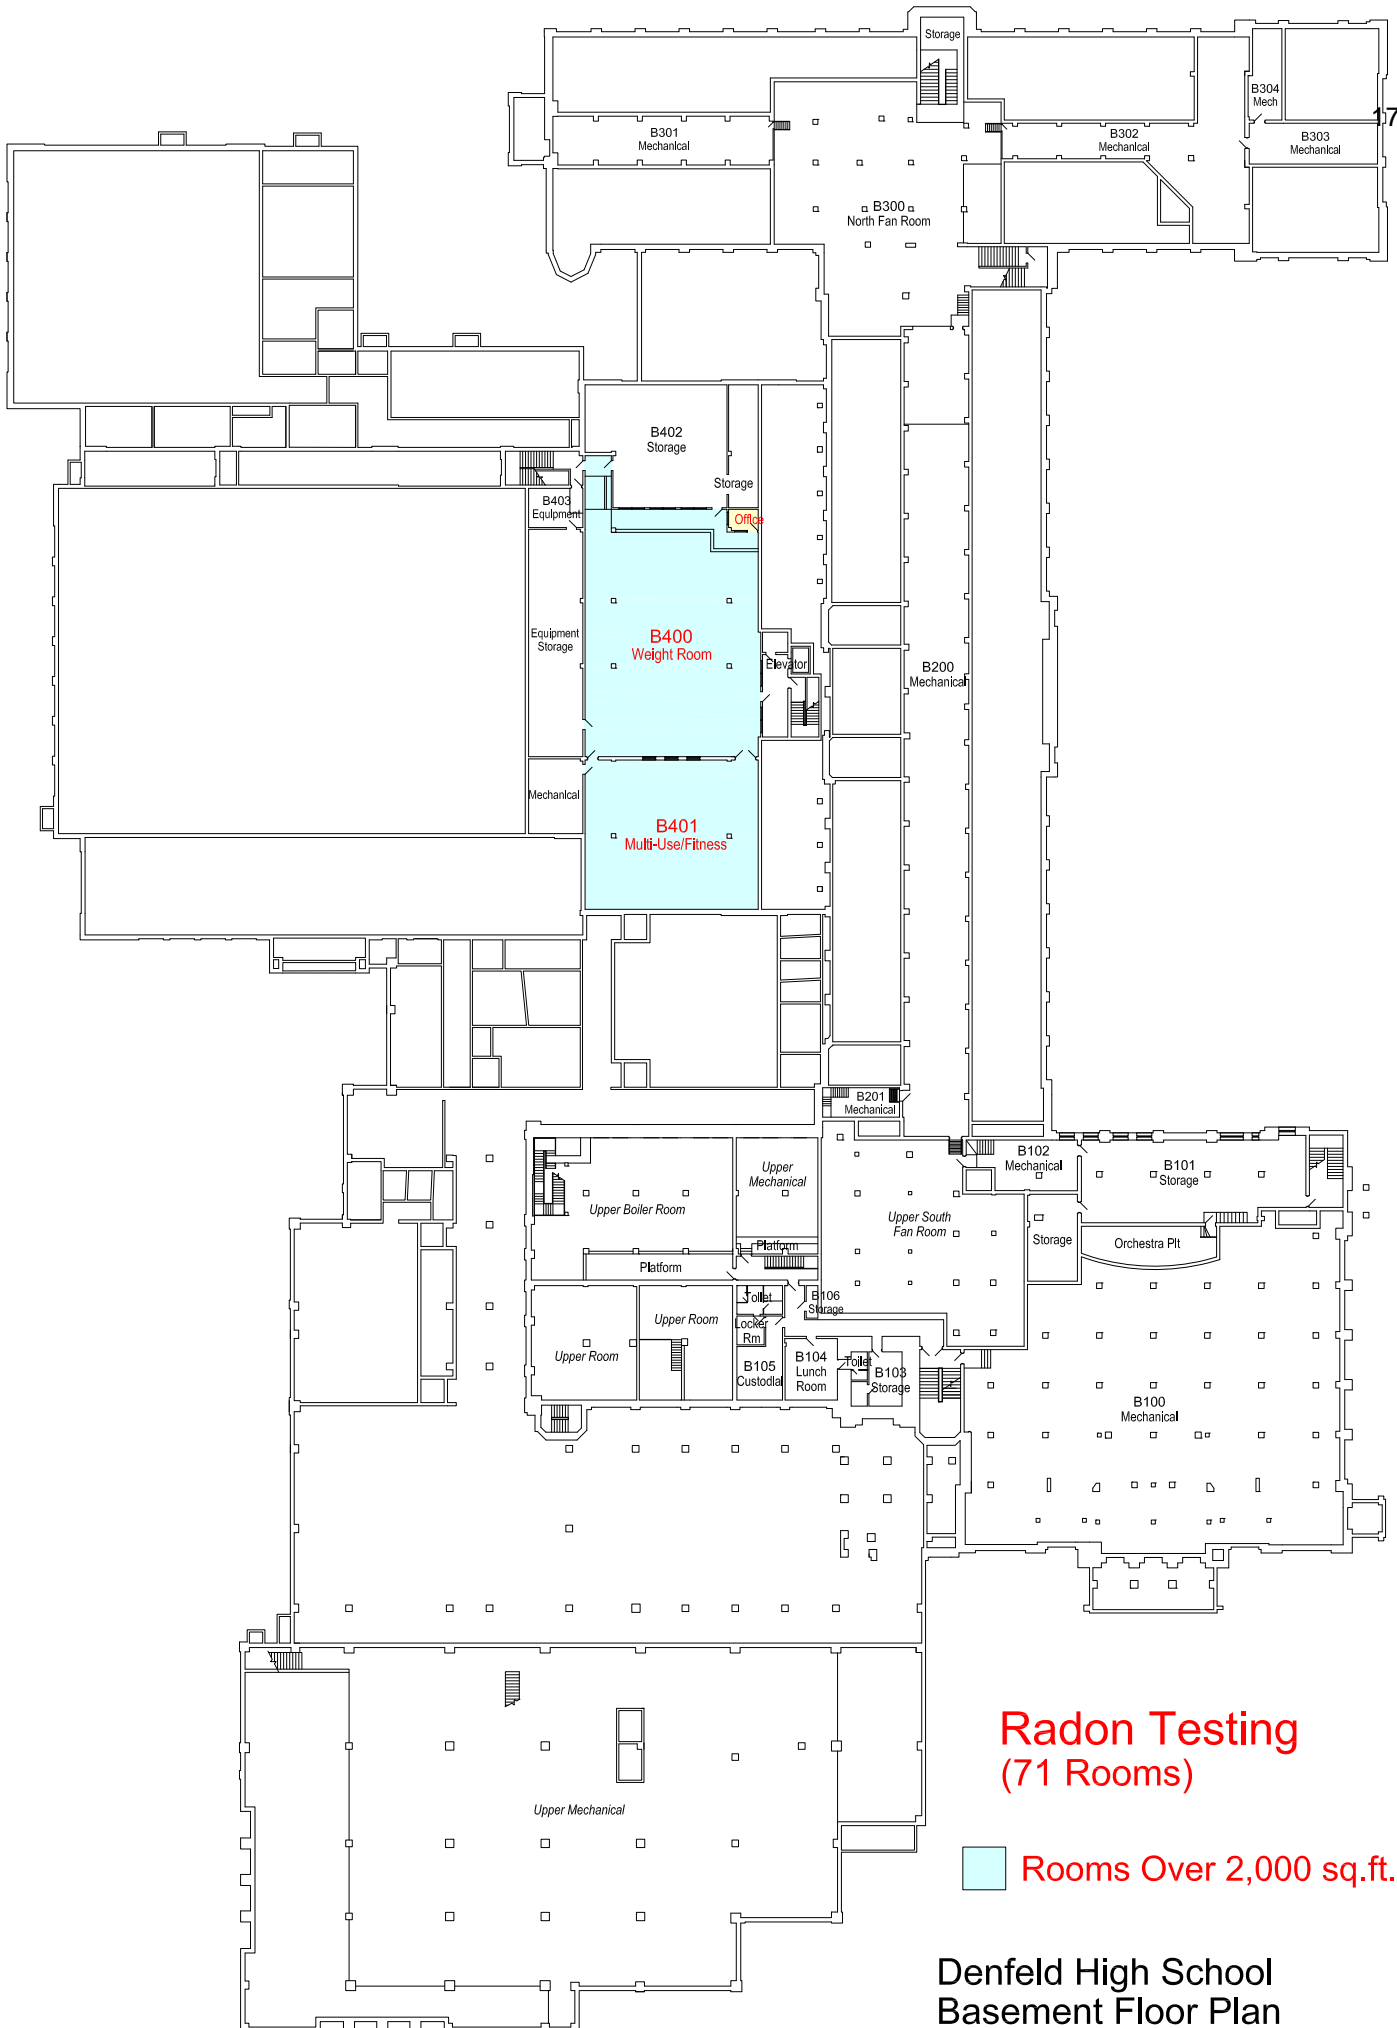 Storage
B304
Mech
17
B301
Mechanical
B302
Mechanical
B303
Mechanical
B300
North Fan Room
B402
Storage
Storage
B403
Equipment
Office
Equipment
Storage
B400
Weight Room
Elevator
B200
Mechanical
Mechanical
B401
Multi-Use/Fitness
B201
Mechanical
B102
Mechanical
B101
Storage
Upper
Mechanical
Upper Boiler Room
Upper South
Fan Room
Platform
Storage
Orchestra Pit
Platform
Toilet
B106
Storage
Upper Room
Locker
Rm
Upper Room
B105
Custodial
B104
Lunch
Room
Toilet
B103
Storage
B100
Mechanical
Radon Testing
(71 Rooms)
Upper Mechanical
Rooms Over 2,000 sq.ft.
Denfeld High School
Basement Floor Plan